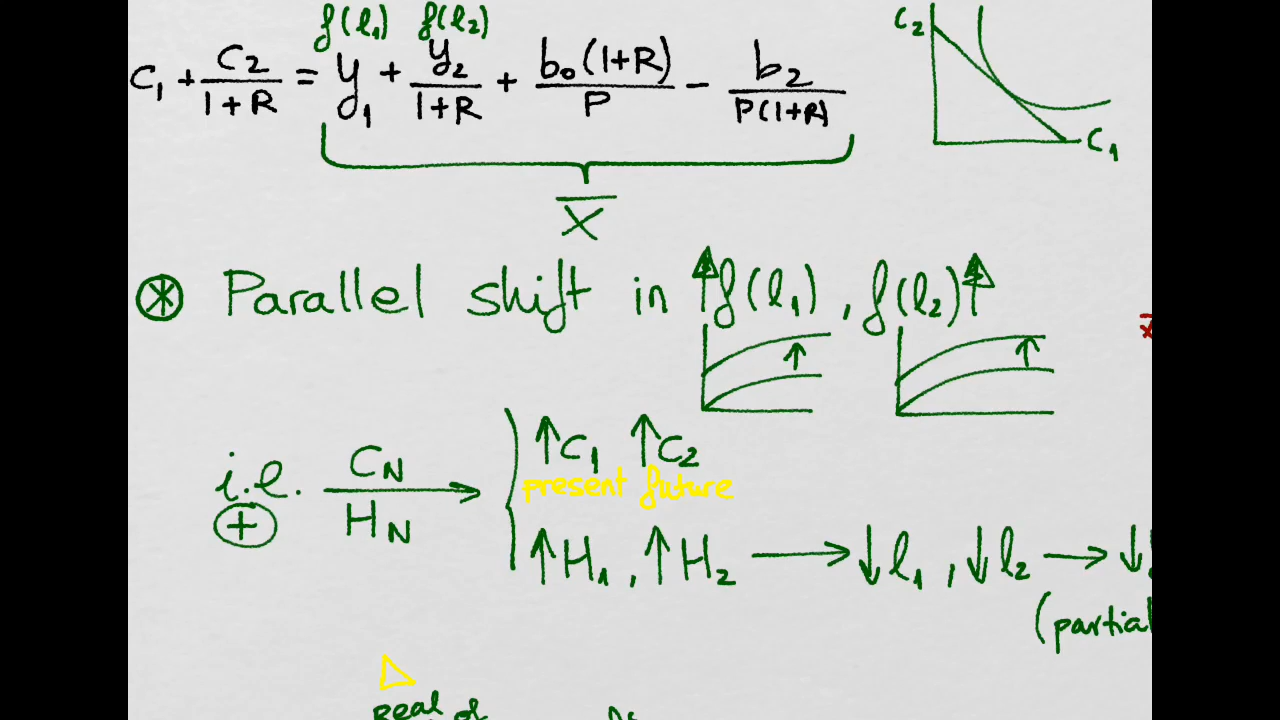 f(l₁) f(l₂)
C₁ + C₂/(1+R) = y₁ + y₂/(1+R) + b₀(1+R)/P − b₂/(P(1+R))
C₂
C₁
X̄
⊛ Parallel shift in ↑f(l₁), f(l₂)↑
i.e. C_N/H_N → ↑C₁ ↑C₂
present future
⊕
↑H₁, ↑H₂ → ↓l₁, ↓l₂ → ↓
(partial
Real
of